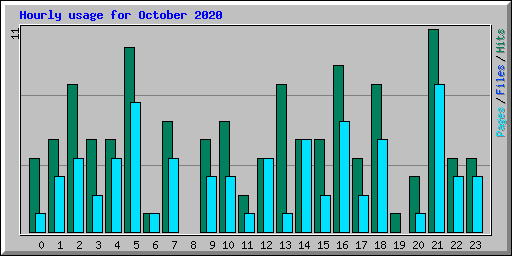 Hourly usage for October 2020
11
Pages/Files/Hits
0 1 2 3 4 5 6 7 8 9 10 11 12 13 14 15 16 17 18 19 20 21 22 23